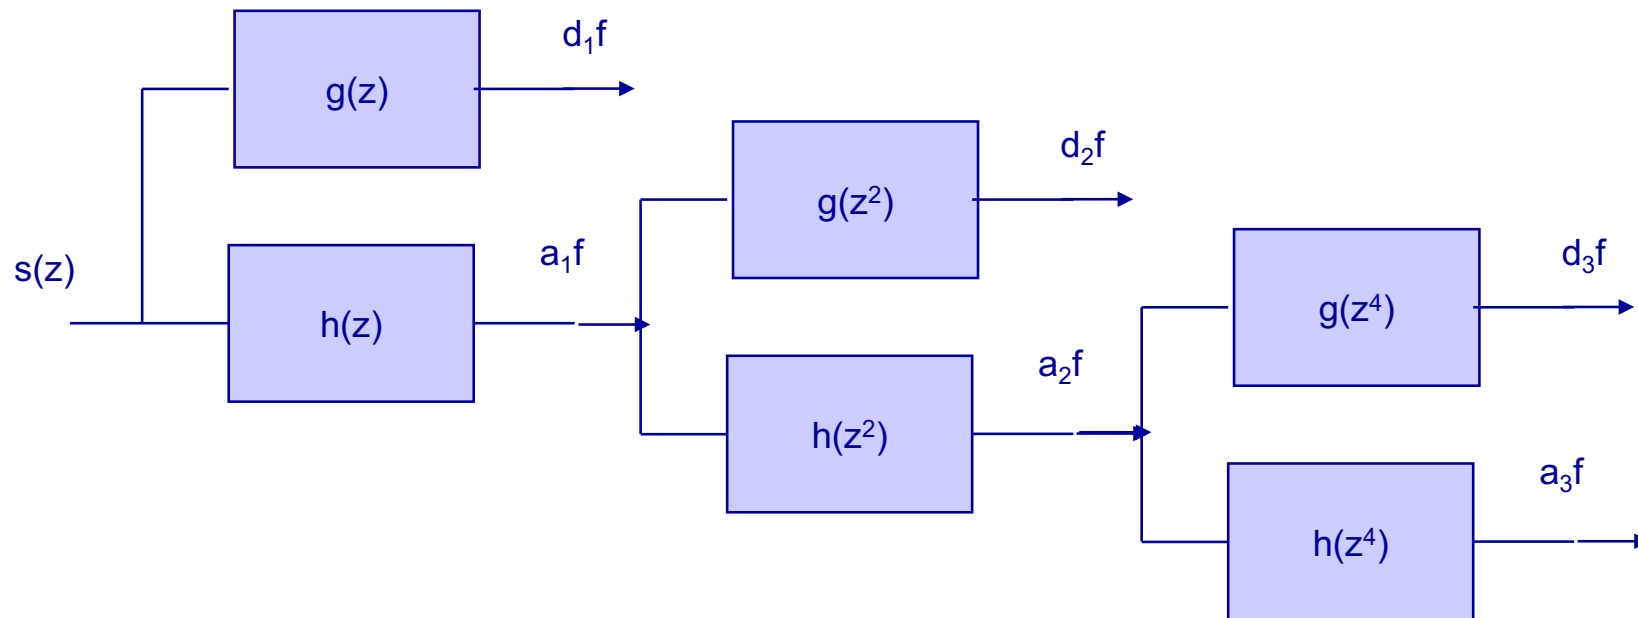 d₁f
g(z)
d₂f
g(z²)
a₁f
d₃f
s(z)
h(z)
g(z⁴)
a₂f
h(z²)
a₃f
h(z⁴)